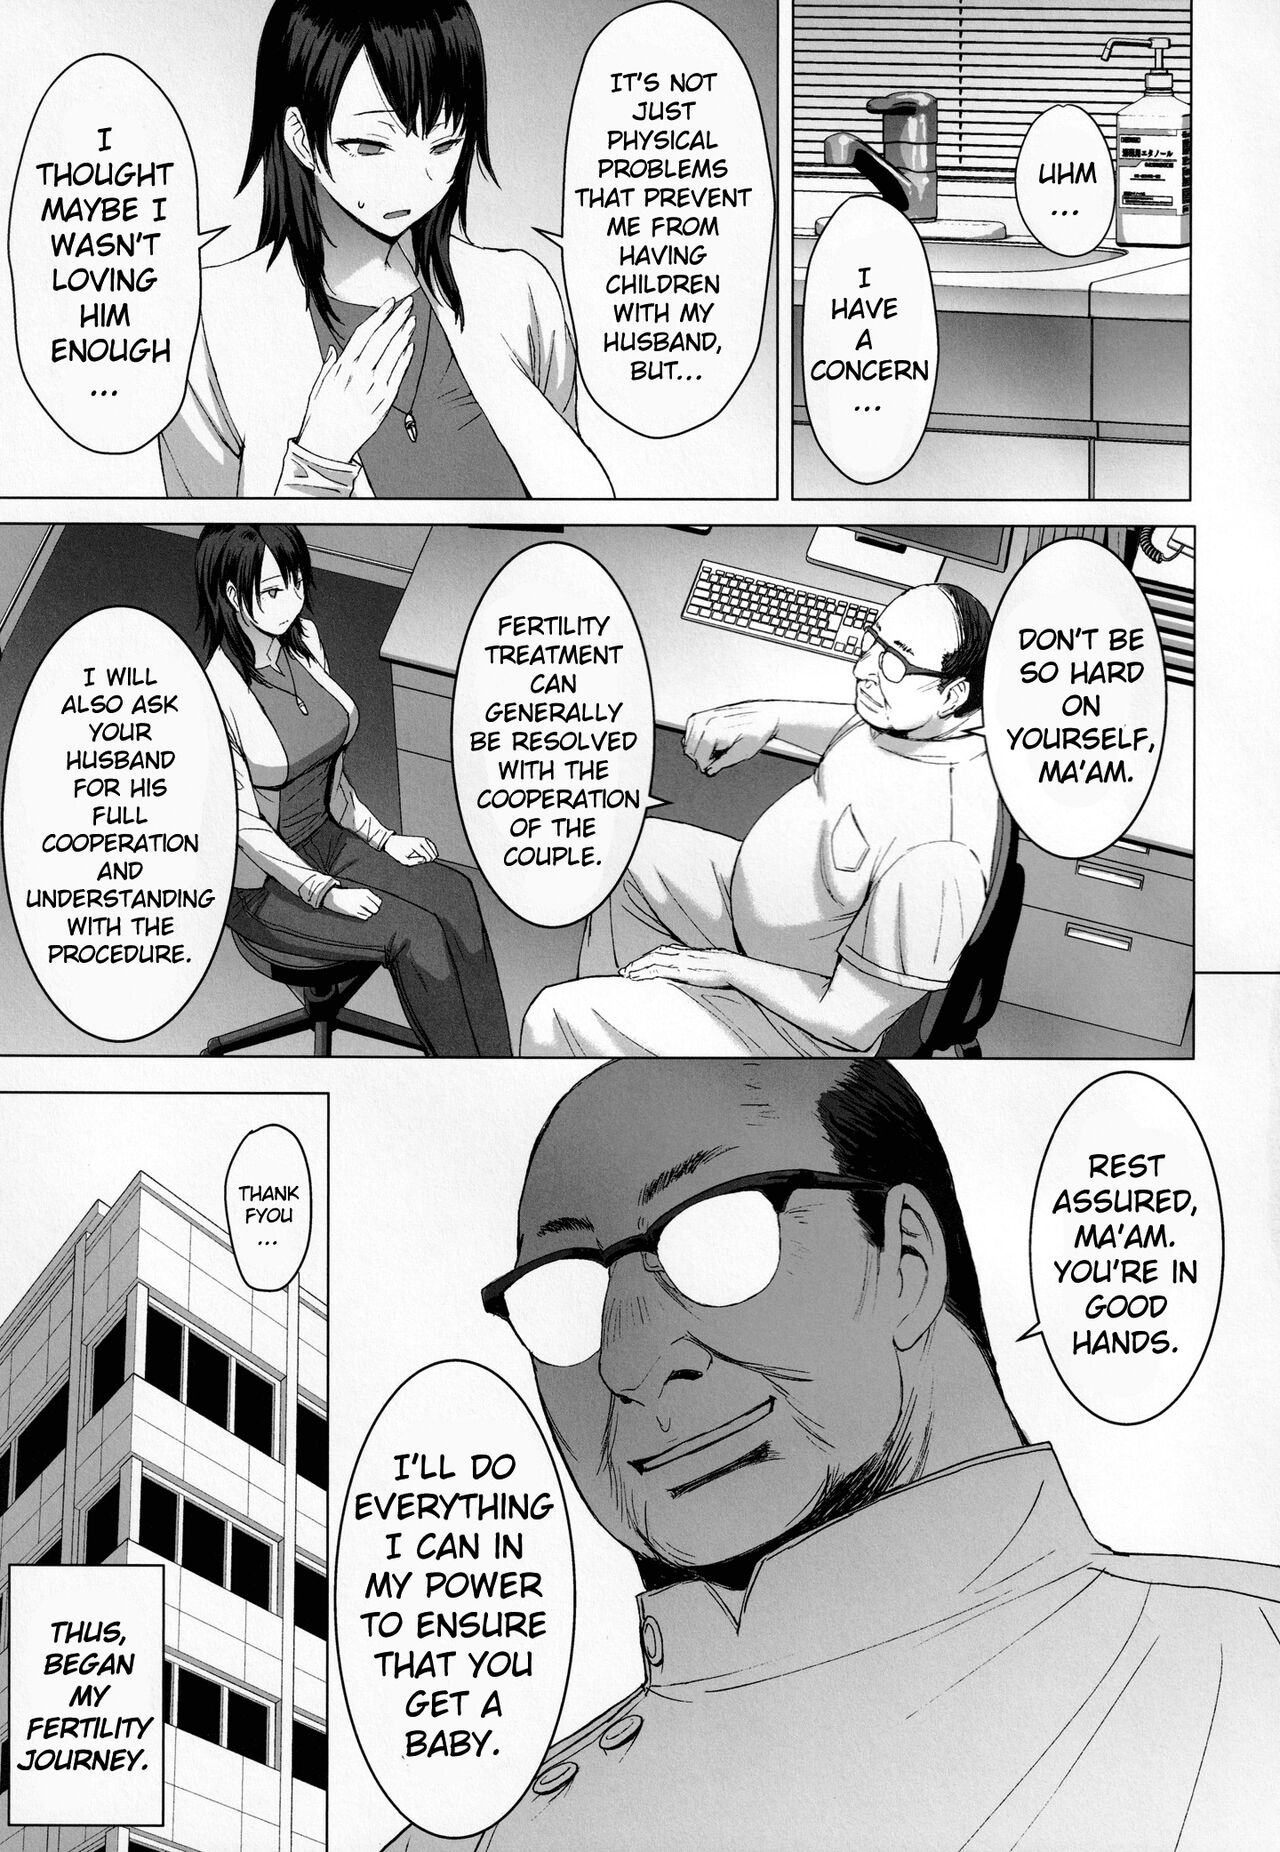 UHM
...
I
HAVE
A
CONCERN
...
IT'S NOT
JUST
PHYSICAL
PROBLEMS
THAT PREVENT
ME FROM
HAVING
CHILDREN
WITH MY
HUSBAND,
BUT...
I
THOUGHT
MAYBE I
WASN'T
LOVING
HIM
ENOUGH
...
DON'T BE
SO HARD
ON
YOURSELF,
MA'AM.
FERTILITY
TREATMENT
CAN
GENERALLY
BE RESOLVED
WITH THE
COOPERATION
OF THE
COUPLE.
I WILL
ALSO ASK
YOUR
HUSBAND
FOR HIS
FULL
COOPERATION
AND
UNDERSTANDING
WITH THE
PROCEDURE.
REST
ASSURED,
MA'AM.
YOU'RE IN
GOOD
HANDS.
I'LL DO
EVERYTHING
I CAN IN
MY POWER
TO ENSURE
THAT YOU
GET A
BABY.
THANK
FYOU
...
THUS,
BEGAN
MY
FERTILITY
JOURNEY.